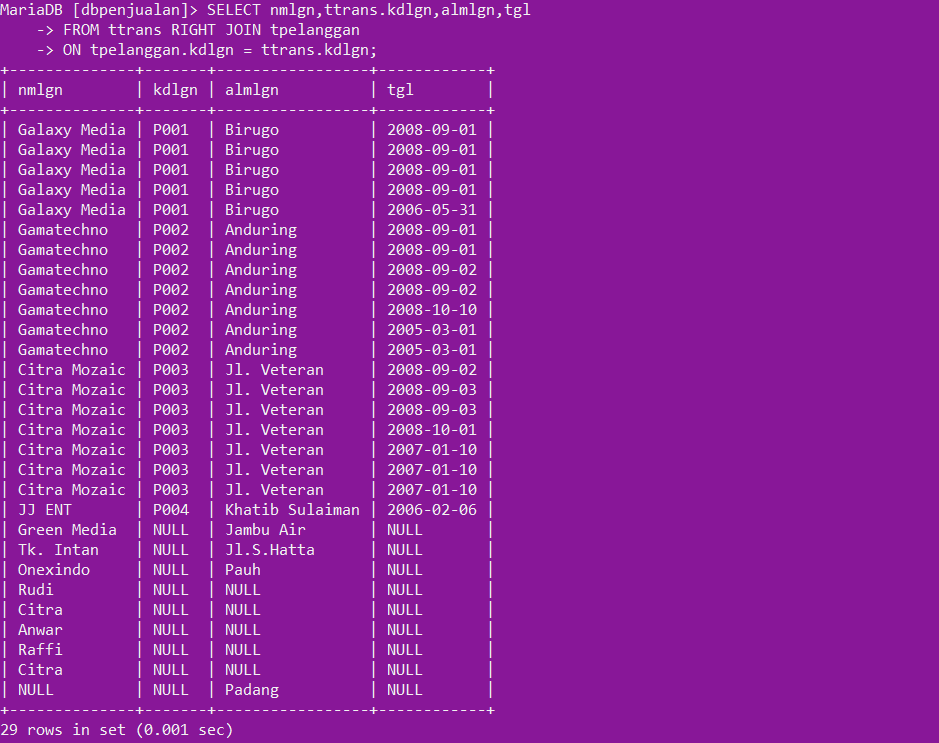 MariaDB [dbpenjualan]> SELECT nmlgn,ttrans.kdlgn,almlgn,tgl
    -> FROM ttrans RIGHT JOIN tpelanggan
    -> ON tpelanggan.kdlgn = ttrans.kdlgn;
+--------------+-------+-----------------+------------+
| nmlgn        | kdlgn | almlgn          | tgl        |
+--------------+-------+-----------------+------------+
| Galaxy Media | P001  | Birugo          | 2008-09-01 |
| Galaxy Media | P001  | Birugo          | 2008-09-01 |
| Galaxy Media | P001  | Birugo          | 2008-09-01 |
| Galaxy Media | P001  | Birugo          | 2008-09-01 |
| Galaxy Media | P001  | Birugo          | 2006-05-31 |
| Gamatechno   | P002  | Anduring        | 2008-09-01 |
| Gamatechno   | P002  | Anduring        | 2008-09-01 |
| Gamatechno   | P002  | Anduring        | 2008-09-02 |
| Gamatechno   | P002  | Anduring        | 2008-09-02 |
| Gamatechno   | P002  | Anduring        | 2008-10-10 |
| Gamatechno   | P002  | Anduring        | 2005-03-01 |
| Gamatechno   | P002  | Anduring        | 2005-03-01 |
| Citra Mozaic | P003  | Jl. Veteran     | 2008-09-02 |
| Citra Mozaic | P003  | Jl. Veteran     | 2008-09-03 |
| Citra Mozaic | P003  | Jl. Veteran     | 2008-09-03 |
| Citra Mozaic | P003  | Jl. Veteran     | 2008-10-01 |
| Citra Mozaic | P003  | Jl. Veteran     | 2007-01-10 |
| Citra Mozaic | P003  | Jl. Veteran     | 2007-01-10 |
| Citra Mozaic | P003  | Jl. Veteran     | 2007-01-10 |
| JJ ENT       | P004  | Khatib Sulaiman | 2006-02-06 |
| Green Media  | NULL  | Jambu Air       | NULL       |
| Tk. Intan    | NULL  | Jl.S.Hatta      | NULL       |
| Onexindo     | NULL  | Pauh            | NULL       |
| Rudi         | NULL  | NULL            | NULL       |
| Citra        | NULL  | NULL            | NULL       |
| Anwar        | NULL  | NULL            | NULL       |
| Raffi        | NULL  | NULL            | NULL       |
| Citra        | NULL  | NULL            | NULL       |
| NULL         | NULL  | Padang          | NULL       |
+--------------+-------+-----------------+------------+
29 rows in set (0.001 sec)